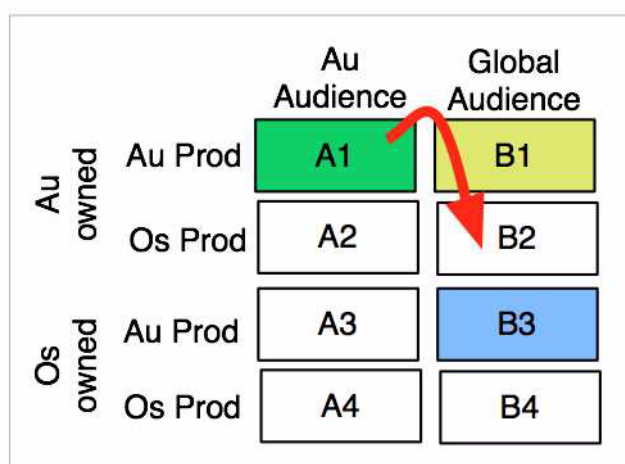 Au
Audience
Global
Audience
Au
owned
Au Prod
A1
B1
Os Prod
A2
B2
Os
owned
Au Prod
A3
B3
Os Prod
A4
B4